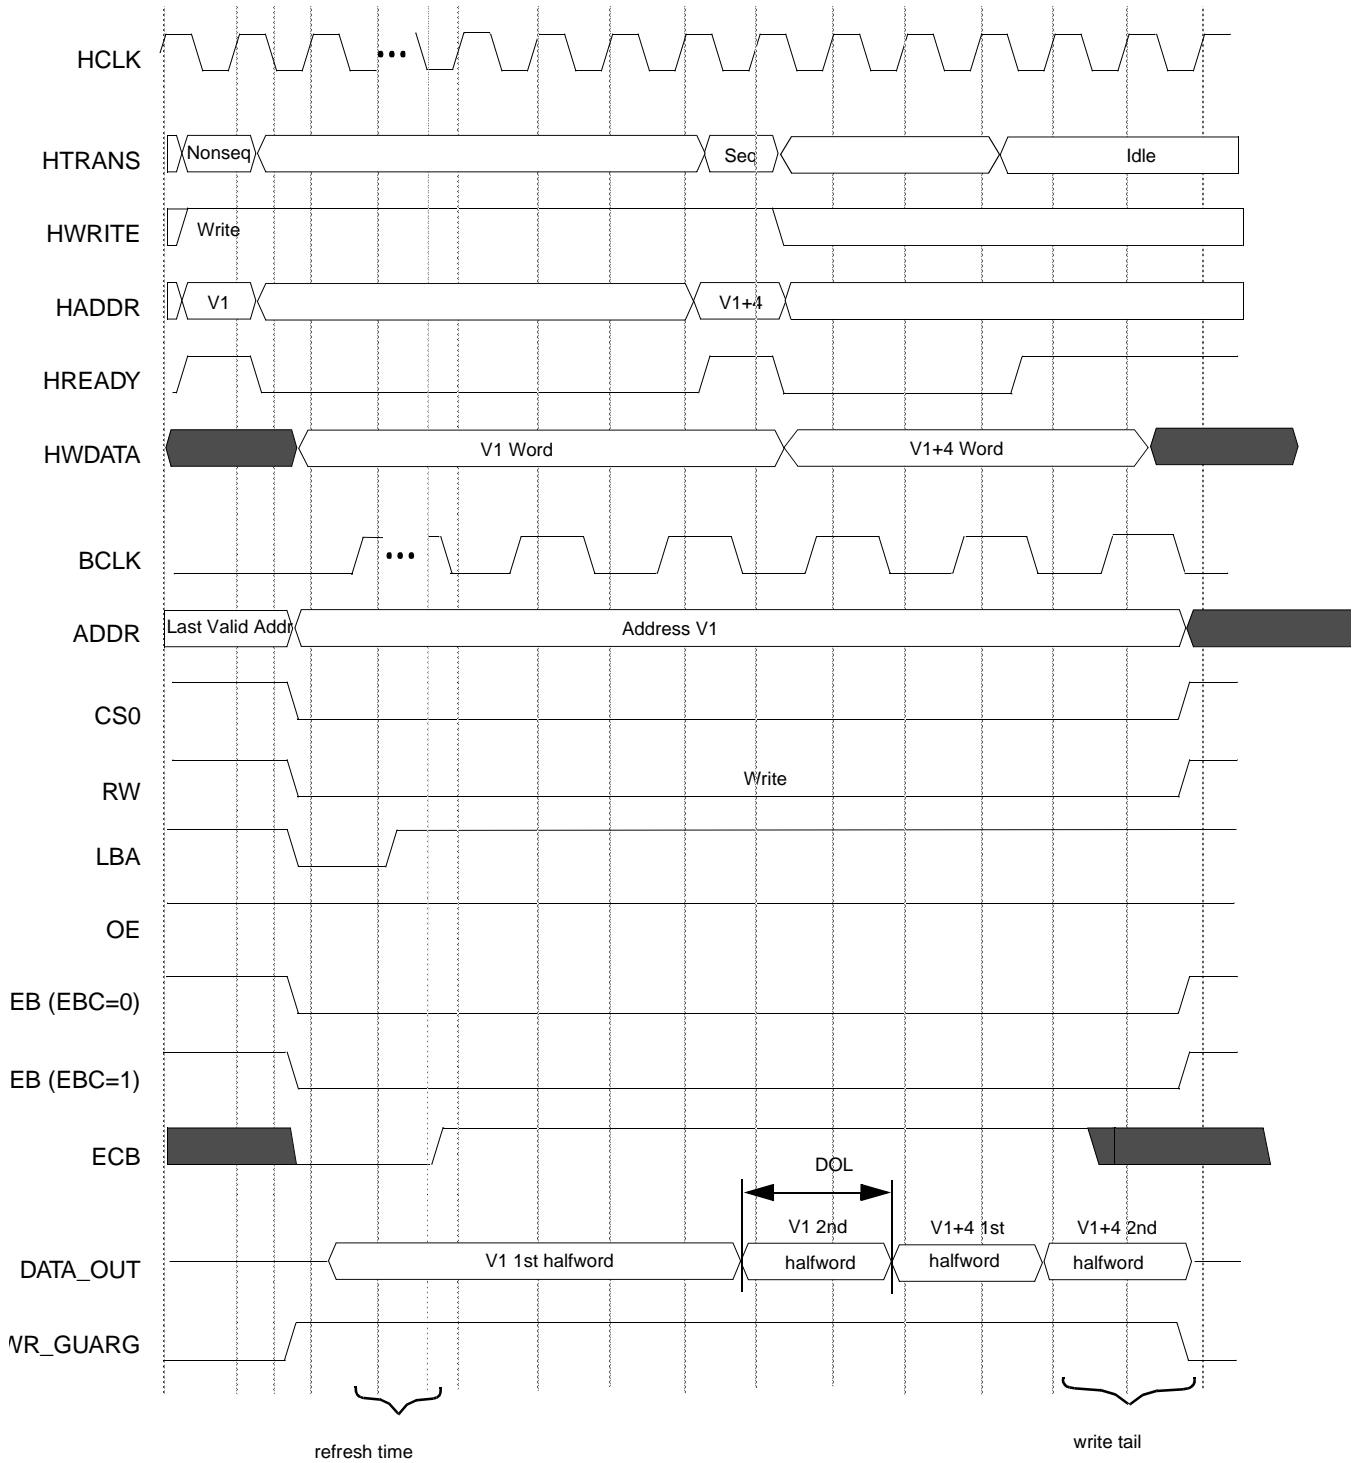 HCLK
HTRANS Nonseq Seq Idle
HWRITE Write
HADDR V1 V1+4
HREADY
HWDATA V1 Word V1+4 Word
BCLK
ADDR Last Valid Addr Address V1
CS0
RW Write
LBA
OE
EB (EBC=0)
EB (EBC=1)
ECB
DOL
V1 2nd V1+4 1st V1+4 2nd
DATA_OUT V1 1st halfword halfword halfword halfword
WR_GUARG
refresh time write tail